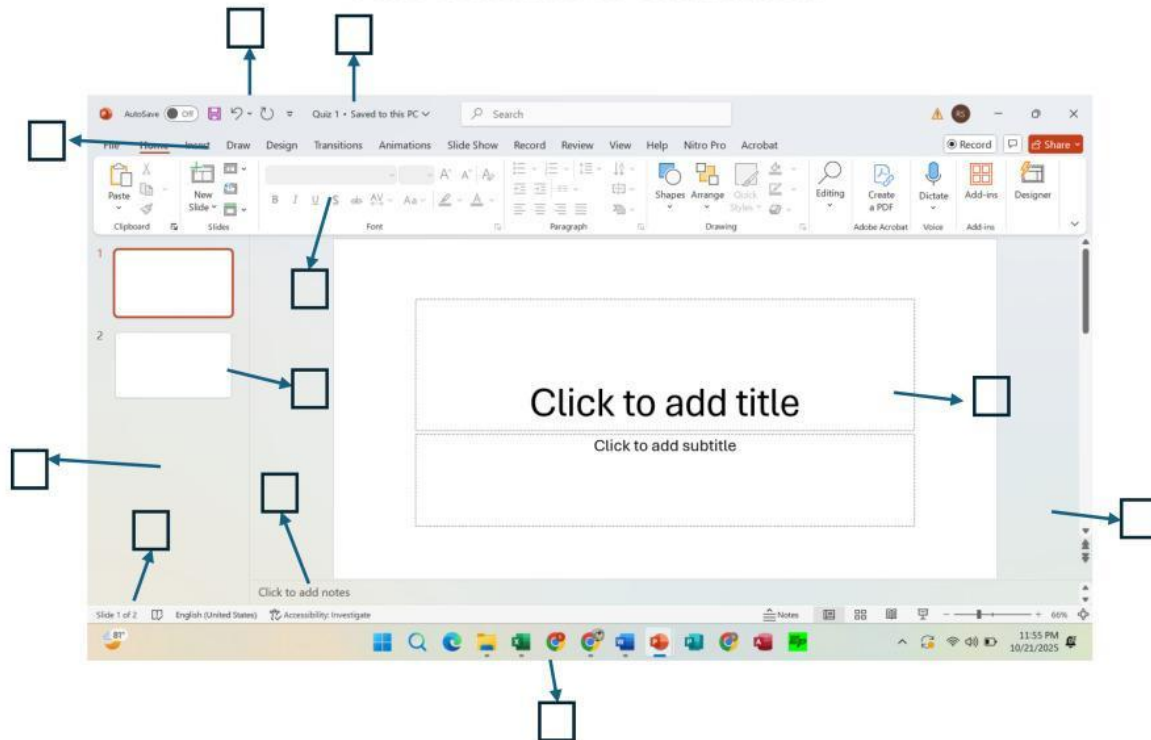 AutoSave Off Quiz 1 • Saved to this PC Search RS
File Home Insert Draw Design Transitions Animations Slide Show Record Review View Help Nitro Pro Acrobat Record Share
Paste New Slide B I U S ab AV Aa A A A A Shapes Arrange Quick Styles Editing Create a PDF Dictate Add-ins Designer
Clipboard Slides Font Paragraph Drawing Adobe Acrobat Voice Add-ins
1
2
Click to add title
Click to add subtitle
Click to add notes
Slide 1 of 2 English (United States) Accessibility: Investigate Notes 66%
81° 11:55 PM
10/21/2025